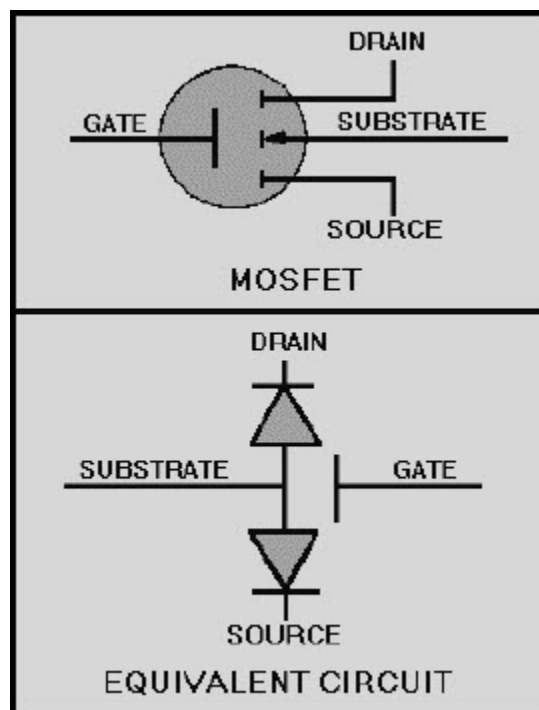 DRAIN
GATE
SUBSTRATE
SOURCE
MOSFET
DRAIN
SUBSTRATE
GATE
SOURCE
EQUIVALENT CIRCUIT